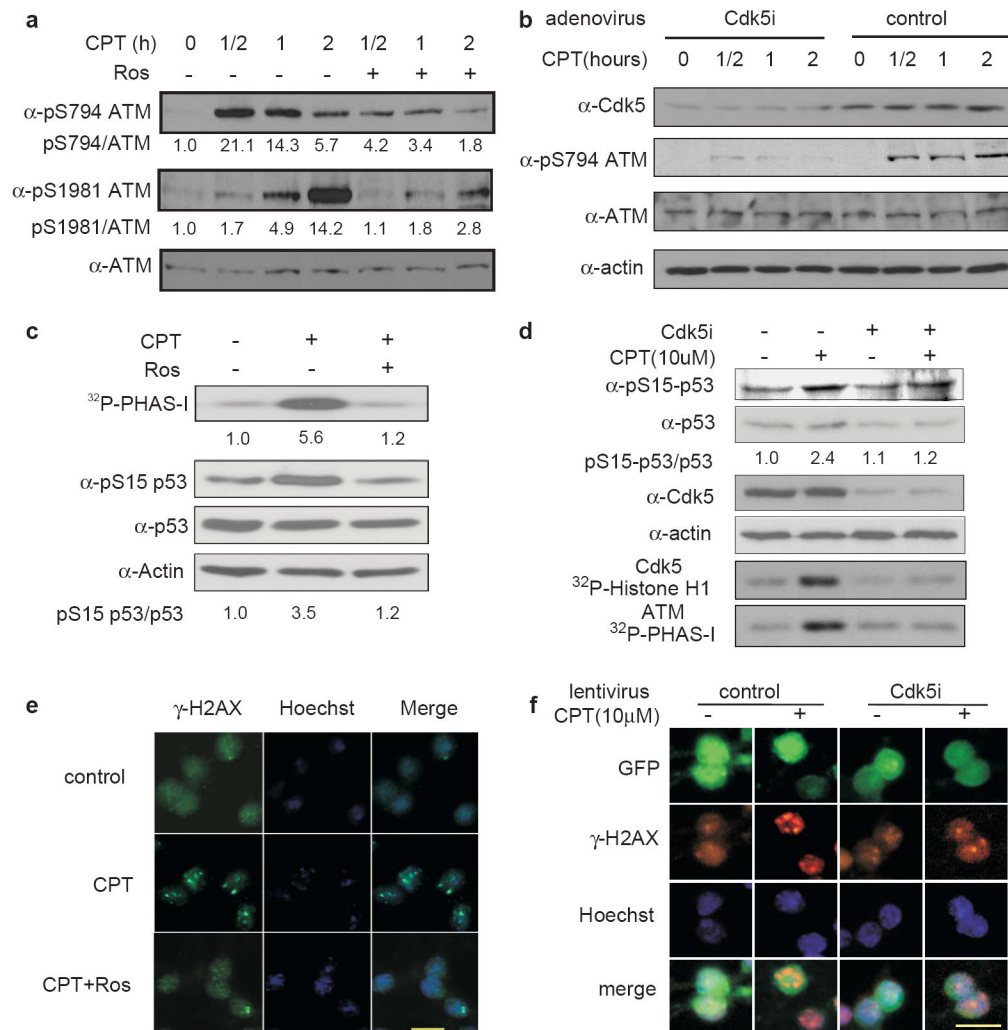 a
CPT (h) 0 1/2 1 2 1/2 1 2
Ros - - - - + + +
α-pS794 ATM
pS794/ATM 1.0 21.1 14.3 5.7 4.2 3.4 1.8
α-pS1981 ATM
pS1981/ATM 1.0 1.7 4.9 14.2 1.1 1.8 2.8
α-ATM
b
adenovirus Cdk5i control
CPT(hours) 0 1/2 1 2 0 1/2 1 2
α-Cdk5
α-pS794 ATM
α-ATM
α-actin
c
CPT - + +
Ros - - +
³²P-PHAS-I
1.0 5.6 1.2
α-pS15 p53
α-p53
α-Actin
pS15 p53/p53 1.0 3.5 1.2
d
Cdk5i - - + +
CPT(10uM) - + - +
α-pS15-p53
α-p53
pS15-p53/p53 1.0 2.4 1.1 1.2
α-Cdk5
α-actin
Cdk5
³²P-Histone H1
ATM
³²P-PHAS-I
e
γ-H2AX Hoechst Merge
control
CPT
CPT+Ros
f
lentivirus control Cdk5i
CPT(10μM) - + - +
GFP
γ-H2AX
Hoechst
merge